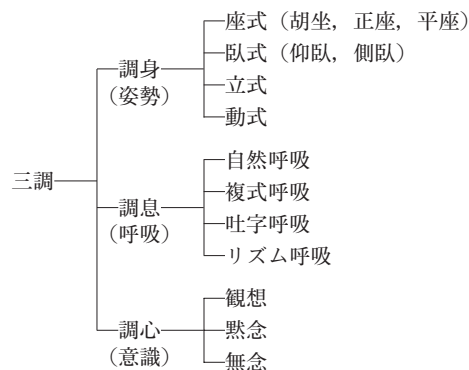 三調
調身
（姿勢）
座式（胡坐，正座，平座）
臥式（仰臥，側臥）
立式
動式
調息
（呼吸）
自然呼吸
複式呼吸
吐字呼吸
リズム呼吸
調心
（意識）
観想
黙念
無念